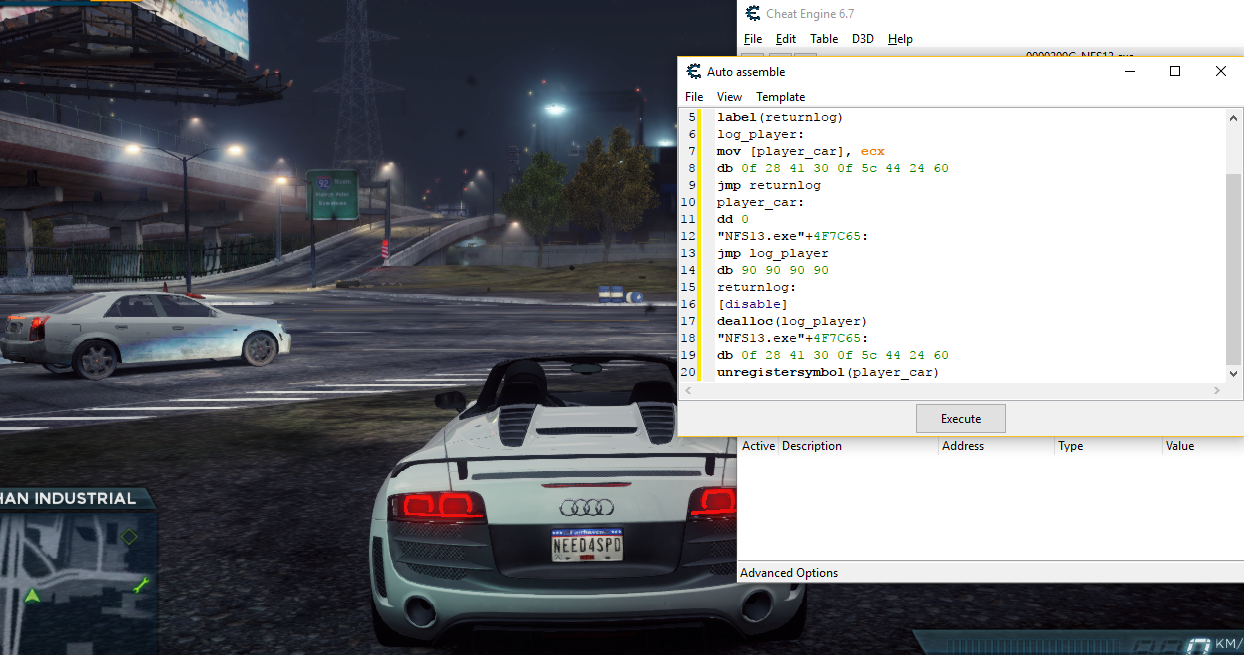 Cheat Engine 6.7
File Edit Table D3D Help
Auto assemble
File View Template
5 label(returnlog)
6 log_player:
7 mov [player_car], ecx
8 db 0f 28 41 30 0f 5c 44 24 60
9 jmp returnlog
10 player_car:
11 dd 0
12 "NFS13.exe"+4F7C65:
13 jmp log_player
14 db 90 90 90 90
15 returnlog:
16 [disable]
17 dealloc(log_player)
18 "NFS13.exe"+4F7C65:
19 db 0f 28 41 30 0f 5c 44 24 60
20 unregistersymbol(player_car)
Execute
Active Description Address Type Value
Advanced Options
92
Fairhaven
NEED4SPD
HAN INDUSTRIAL
KM/